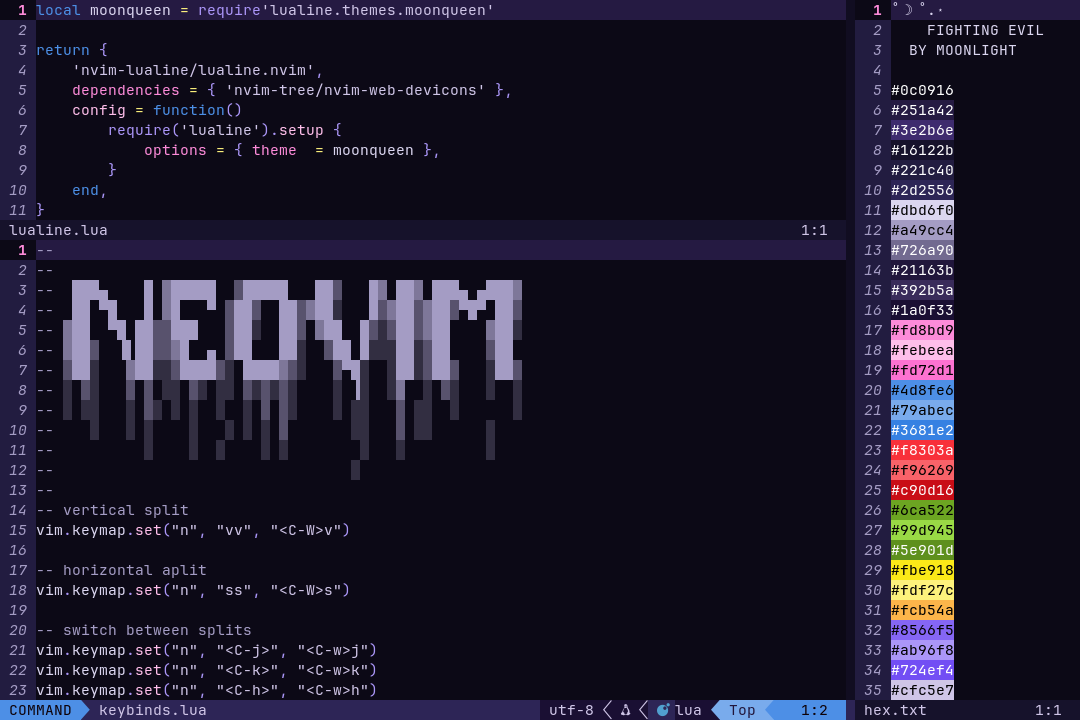 1 local moonqueen = require'lualine.themes.moonqueen'
2
3 return {
4     'nvim-lualine/lualine.nvim',
5     dependencies = { 'nvim-tree/nvim-web-devicons' },
6     config = function()
7         require('lualine').setup {
8             options = { theme  = moonqueen },
9         }
10     end,
11 }
lualine.lua 1:1
1 --
2 --
3 --
4 --
5 --
6 --
7 --
8 --
9 --
10 --
11 --
12 --
13 --
14 -- vertical split
15 vim.keymap.set("n", "vv", "<C-W>v")
16
17 -- horizontal aplit
18 vim.keymap.set("n", "ss", "<C-W>s")
19
20 -- switch between splits
21 vim.keymap.set("n", "<C-j>", "<C-w>j")
22 vim.keymap.set("n", "<C-k>", "<C-w>k")
23 vim.keymap.set("n", "<C-h>", "<C-w>h")
COMMAND keybinds.lua utf-8 lua Top 1:2
1 ˚☽˚.⋆
2     FIGHTING EVIL
3   BY MOONLIGHT
4
5 #0c0916
6 #251a42
7 #3e2b6e
8 #16122b
9 #221c40
10 #2d2556
11 #dbd6f0
12 #a49cc4
13 #726a90
14 #21163b
15 #392b5a
16 #1a0f33
17 #fd8bd9
18 #febeea
19 #fd72d1
20 #4d8fe6
21 #79abec
22 #3681e2
23 #f8303a
24 #f96269
25 #c90d16
26 #6ca522
27 #99d945
28 #5e901d
29 #fbe918
30 #fdf27c
31 #fcb54a
32 #8566f5
33 #ab96f8
34 #724ef4
35 #cfc5e7
hex.txt 1:1